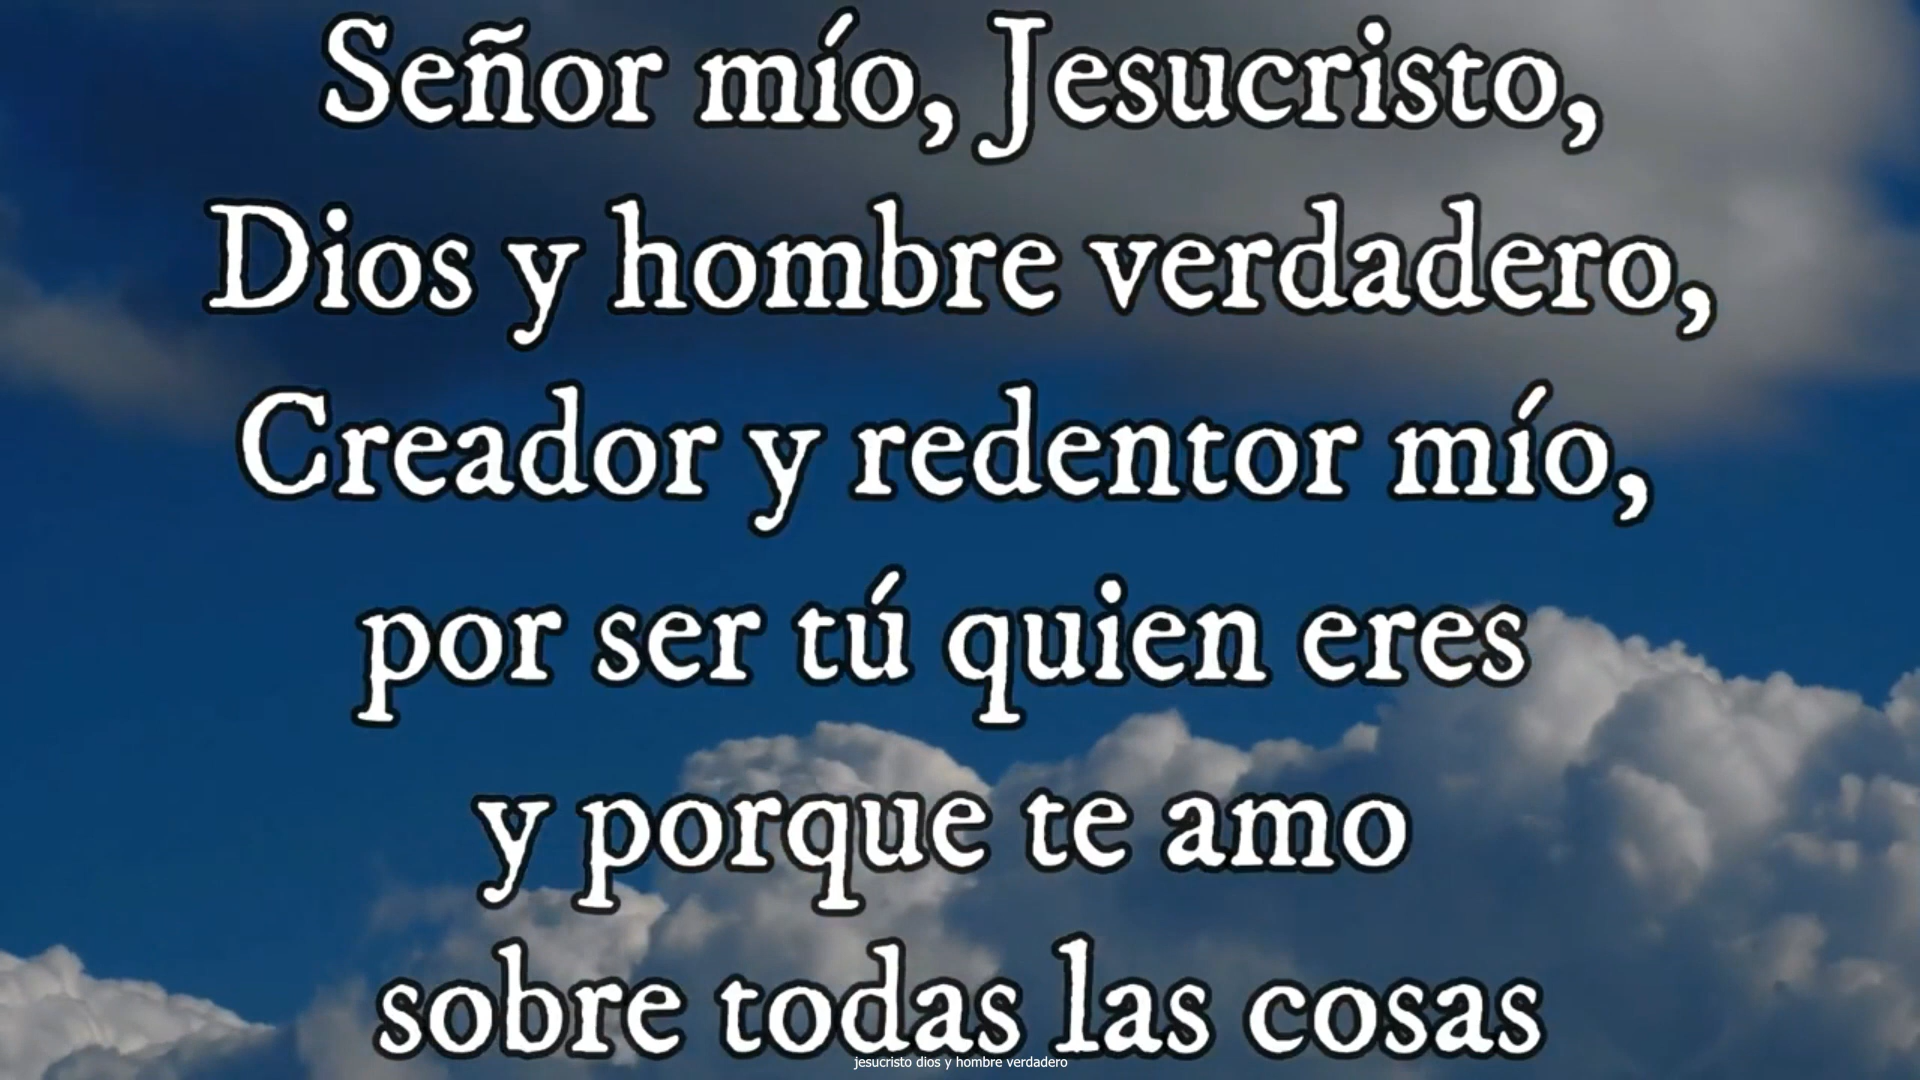 Señor mío, Jesucristo,
Dios y hombre verdadero,
Creador y redentor mío,
por ser tú quien eres
y porque te amo
sobre todas las cosas
jesucristo dios y hombre verdadero